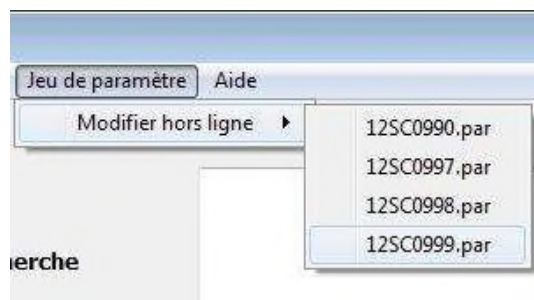 Jeu de paramètre Aide
Modifier hors ligne
12SC0990.par
12SC0997.par
12SC0998.par
12SC0999.par
erche